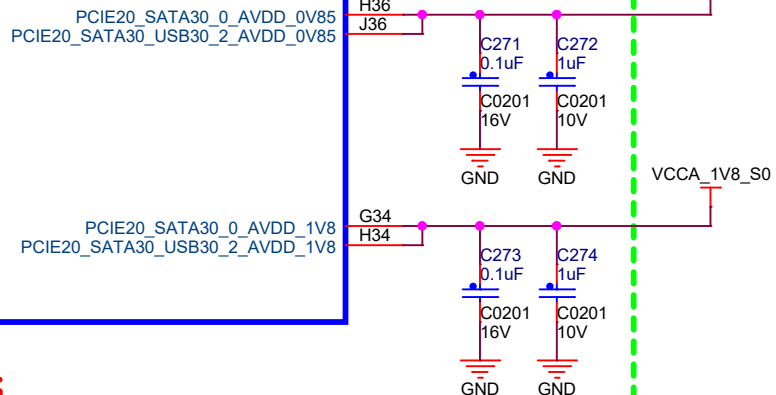 H36
PCIE20_SATA30_0_AVDD_0V85
J36
PCIE20_SATA30_USB30_2_AVDD_0V85
C271
0.1uF
C0201
16V
GND
C272
1uF
C0201
10V
GND
VCCA_1V8_S0
G34
PCIE20_SATA30_0_AVDD_1V8
H34
PCIE20_SATA30_USB30_2_AVDD_1V8
C273
0.1uF
C0201
16V
GND
C274
1uF
C0201
10V
GND